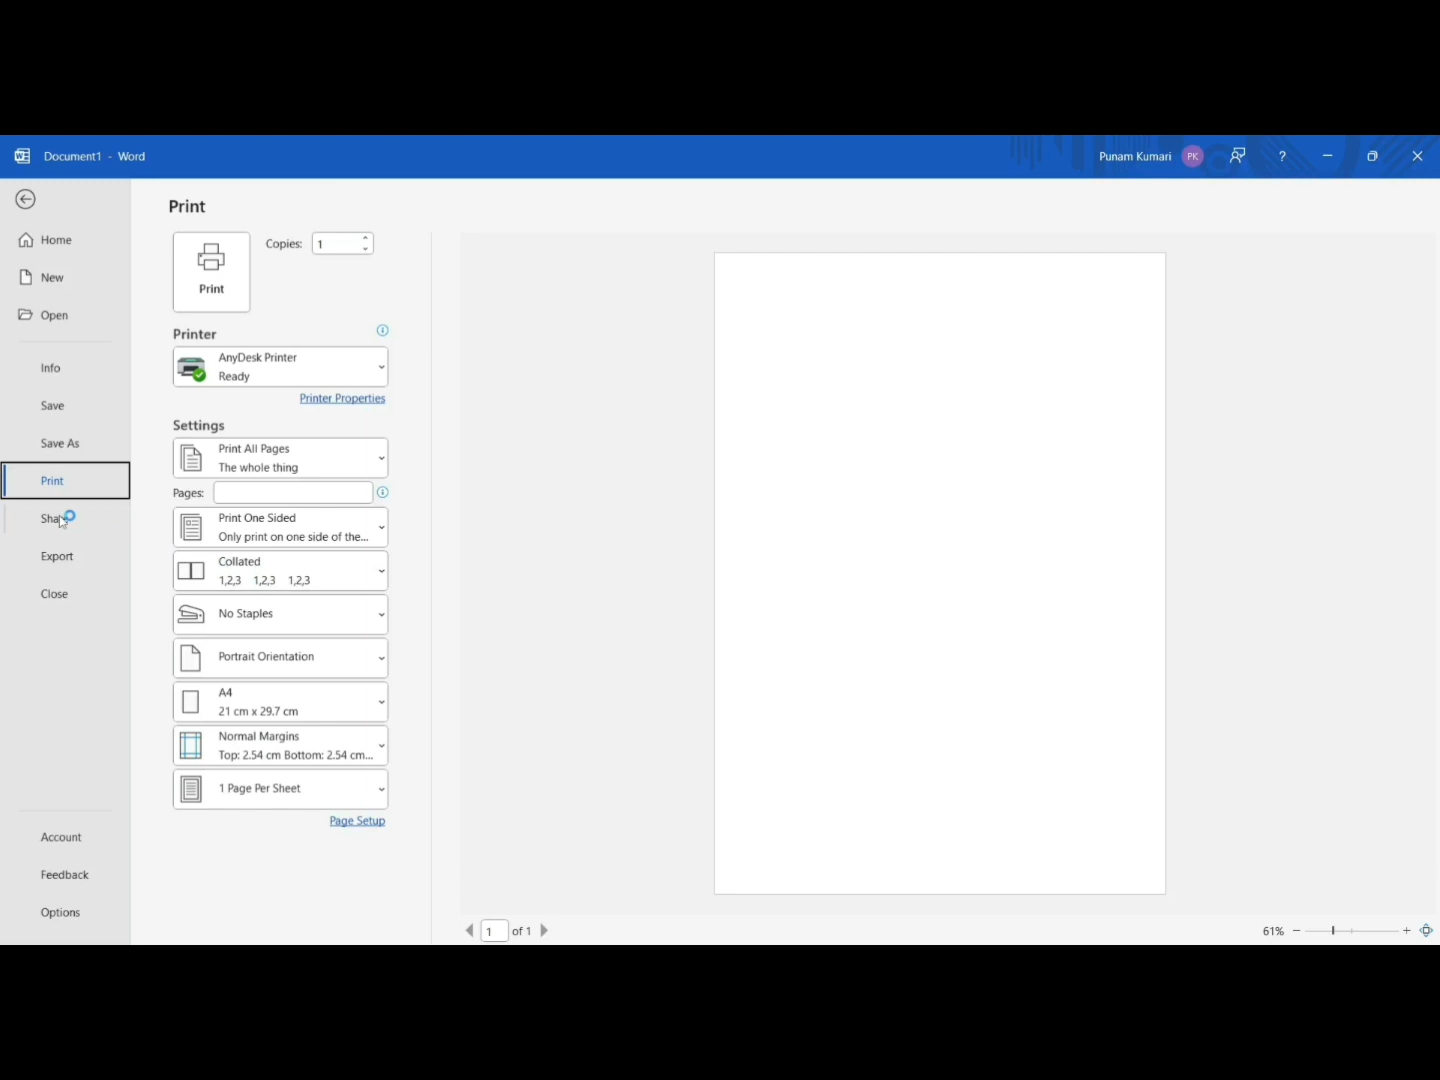 Document1 - Word
Punam Kumari PK ?
Home
New
Open
Info
Save
Save As
Print
Export
Close
Account
Feedback
Options
Print
Print
Copies: 1
Printer
AnyDesk Printer
Ready
Printer Properties
Settings
Print All Pages
The whole thing
Pages:
Print One Sided
Only print on one side of the...
Collated
1,2,3 1,2,3 1,2,3
No Staples
Portrait Orientation
A4
21 cm x 29.7 cm
Normal Margins
Top: 2.54 cm Bottom: 2.54 cm...
1 Page Per Sheet
Page Setup
1 of 1
61%